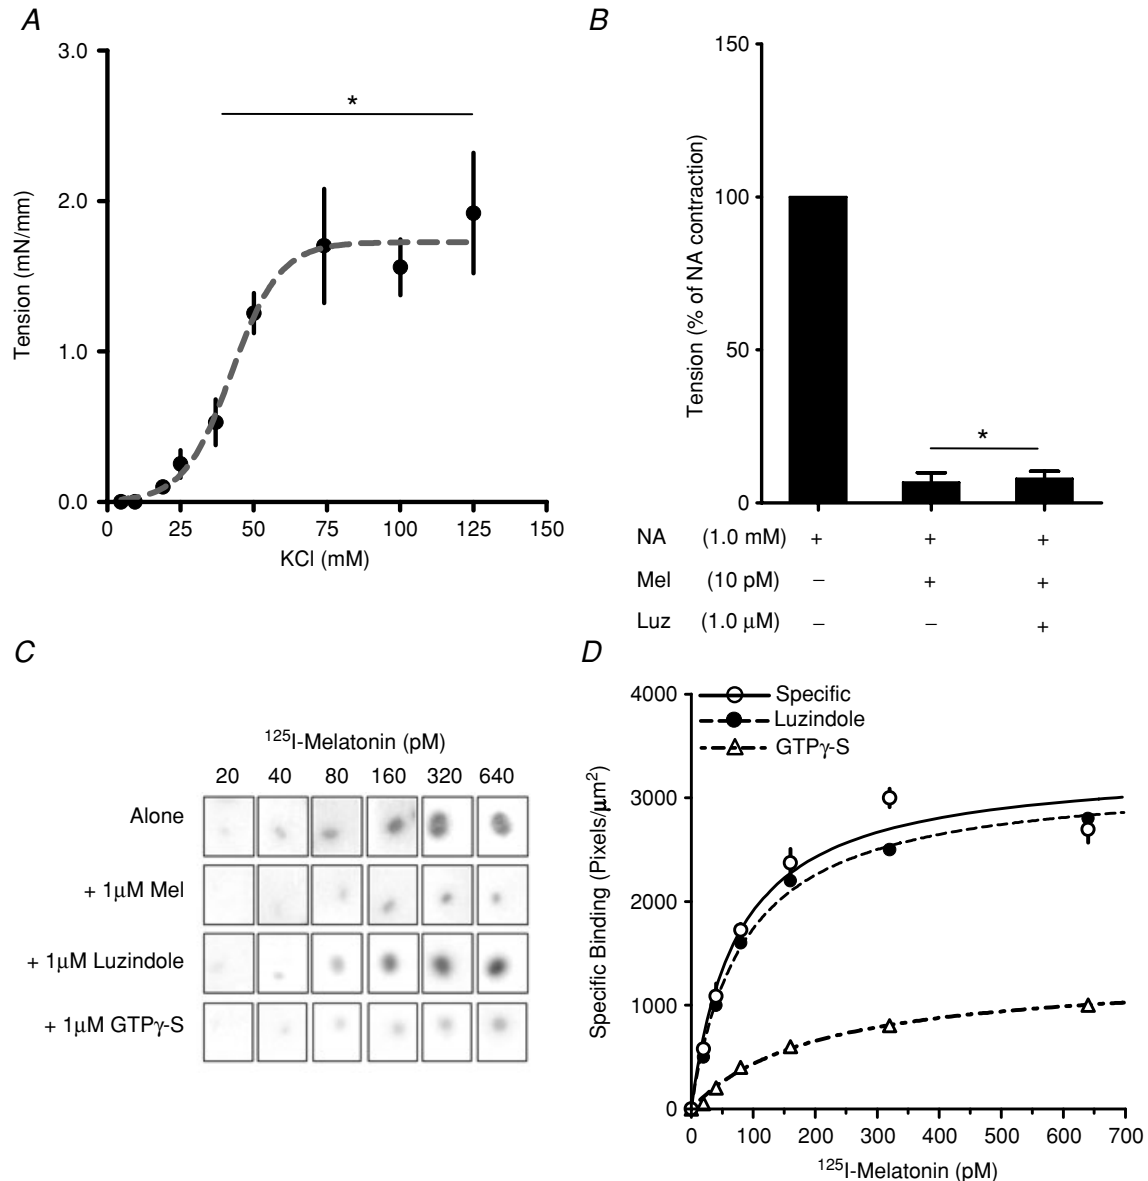 A
3.0
2.0
1.0
0.0
Tension (mN/mm)
*
0 25 50 75 100 125 150
KCl (mM)
B
150
100
50
0
Tension (% of NA contraction)
*
NA (1.0 mM) + + +
Mel (10 pM) – + +
Luz (1.0 μM) – – +
C
¹²⁵I-Melatonin (pM)
20 40 80 160 320 640
Alone
+ 1μM Mel
+ 1μM Luzindole
+ 1μM GTPγ-S
D
4000
3000
2000
1000
0
Specific Binding (Pixels/μm²)
Specific
Luzindole
GTPγ-S
0 100 200 300 400 500 600 700
¹²⁵I-Melatonin (pM)